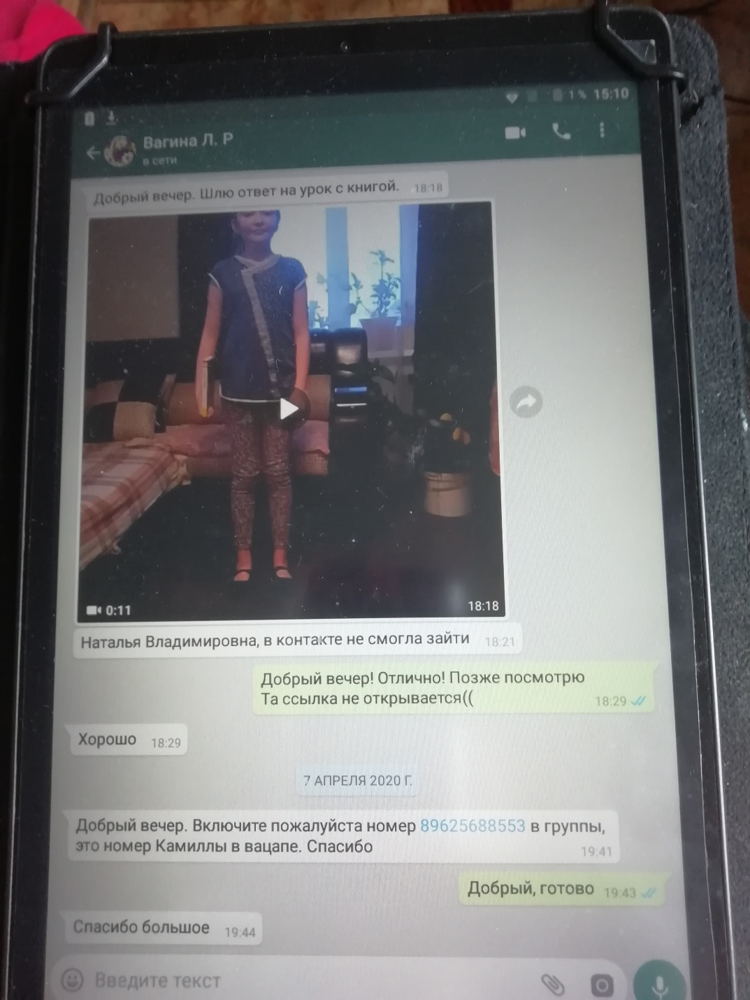 1% 15:10
Вагина Л. Р
в сети
Добрый вечер. Шлю ответ на урок с книгой. 18:18
0:11 18:18
Наталья Владимировна, в контакте не смогла зайти 18:21
Добрый вечер! Отлично! Позже посмотрю
Та ссылка не открывается(( 18:29
Хорошо 18:29
7 АПРЕЛЯ 2020 Г.
Добрый вечер. Включите пожалуйста номер 89625688553 в группы,
это номер Камиллы в вацапе. Спасибо 19:41
Добрый, готово 19:43
Спасибо большое 19:44
Введите текст